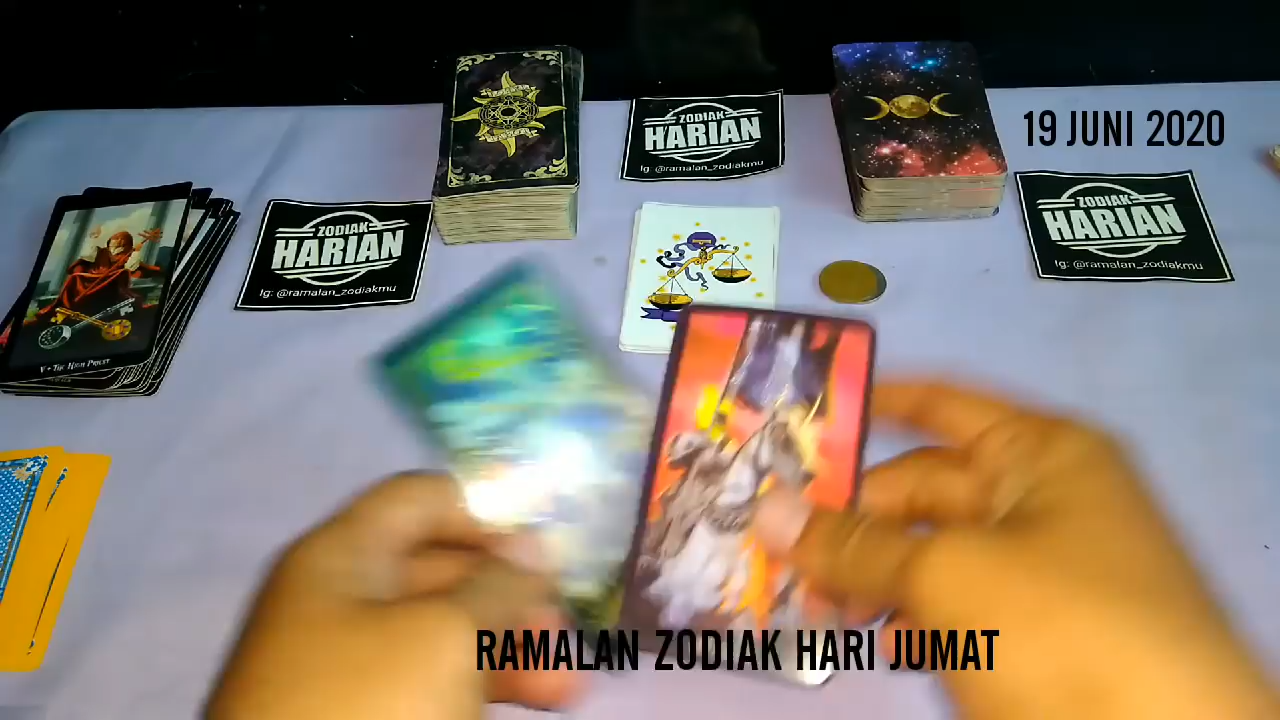 ZODIAK
HARIAN
Ig: @ramalan_zodiakmu
19 JUNI 2020
ZODIAK
HARIAN
Ig: @ramalan_zodiakmu
ZODIAK
HARIAN
Ig: @ramalan_zodiakmu
V • The High Priest
RAMALAN ZODIAK HARI JUMAT